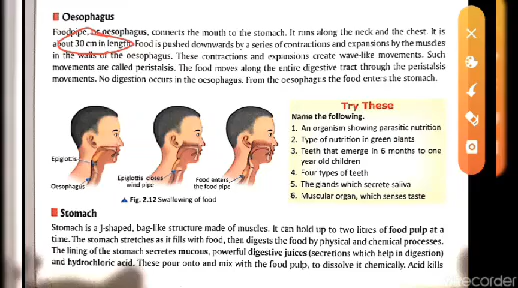 Oesophagus
Foodpipe, or oesophagus, connects the mouth to the stomach. It runs along the neck and the chest. It is
about 30 cm in length. Food is pushed downwards by a series of contractions and expansions by the muscles
in the walls of the oesophagus. These contractions and expansions create wave-like movements. Such
movements are called peristalsis. The food moves along the entire digestive tract through the peristalsis
movements. No digestion occurs in the oesophagus. From the oesophagus the food enters the stomach.
Epiglottis
Oesophagus
Epiglottis closes
wind pipe
Food enters
the food pipe
▲ Fig. 2.12 Swallowing of food
Try These
Name the following.
1. An organism showing parasitic nutrition
2. Type of nutrition in green plants
3. Teeth that emerge in 6 months to one
year old children
4. Four types of teeth
5. The glands which secrete saliva
6. Muscular organ, which senses taste
Stomach
Stomach is a J-shaped, bag-like structure made of muscles. It can hold up to two litres of food pulp at a
time. The stomach stretches as it fills with food, then digests the food by physical and chemical processes.
The lining of the stomach secretes mucous, powerful digestive juices (secretions which help in digestion)
and hydrochloric acid. These pour onto and mix with the food pulp, to dissolve it chemically. Acid kills
recorder